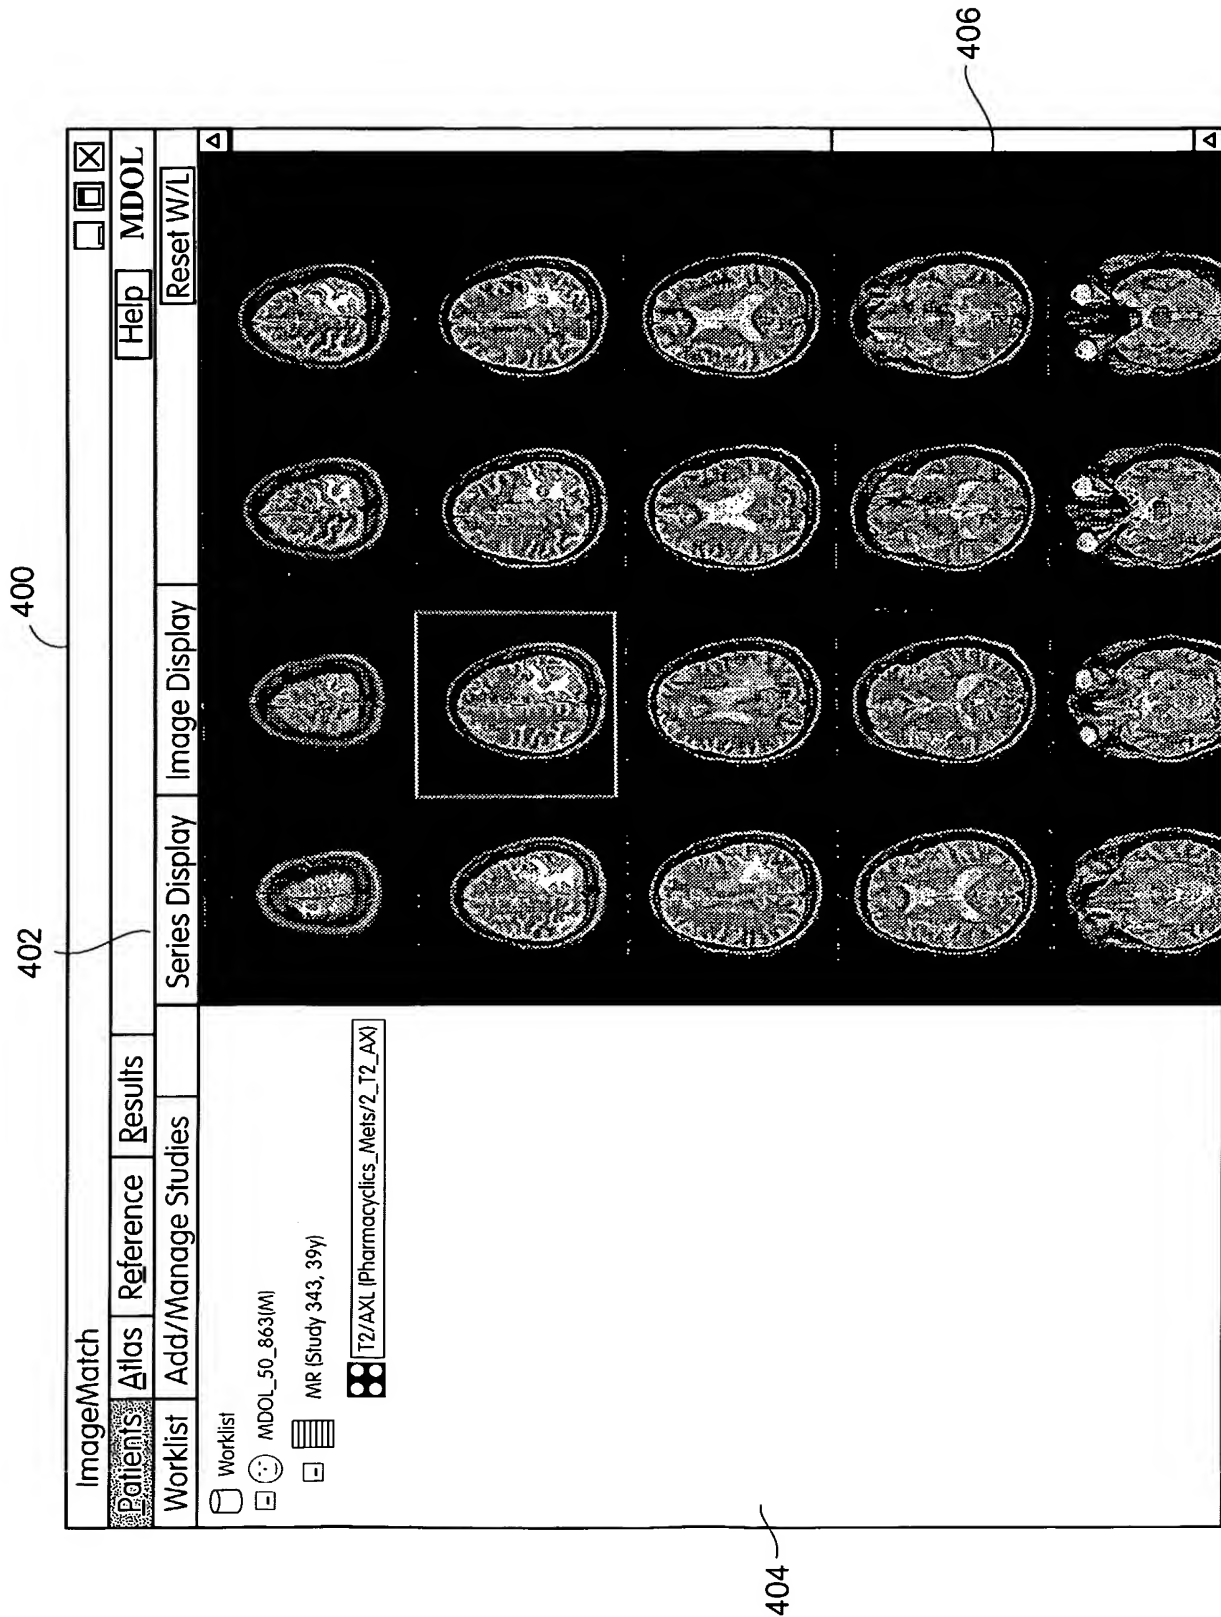 400
402
ImageMatch
Patients Atlas Reference Results Help MDOL
Worklist Add/Manage Studies Series Display Image Display Reset W/L
Worklist
MDOL_50_863(M)
MR (Study 343, 39y)
T2/AXL (Pharmacyclics_Mets/2_T2_AX)
404
406